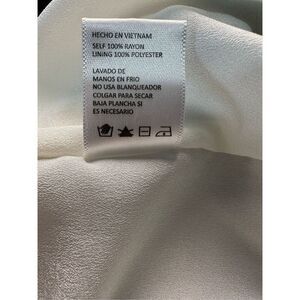 HECHO EN VIETNAM
SELF 100% RAYON
LINING 100% POLYESTER
LAVADO DE
MANOS EN FRIO
NO USA BLANQUEADOR
COLGAR PARA SECAR
BAJA PLANCHA SI
ES NECESARIO